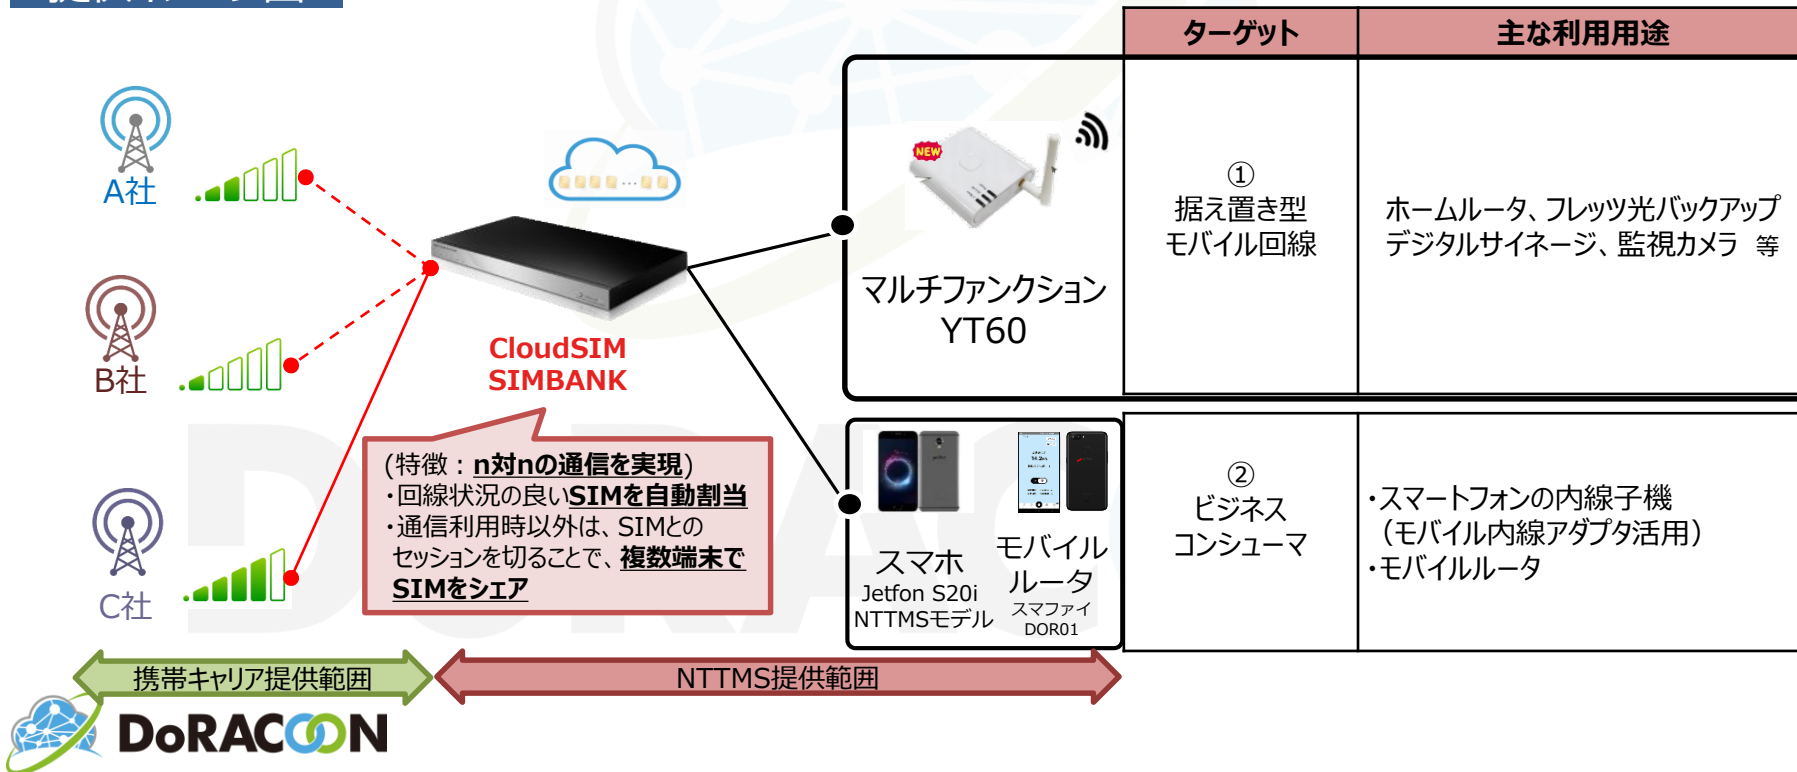 ターゲット
主な利用用途
A社
B社
C社
CloudSIM
SIMBANK
(特徴：n対nの通信を実現)
・回線状況の良いSIMを自動割当
・通信利用時以外は、SIMとの
セッションを切ることで、複数端末で
SIMをシェア
NEW
マルチファンクション
YT60
①
据え置き型
モバイル回線
ホームルータ、フレッツ光バックアップ
デジタルサイネージ、監視カメラ 等
スマホ
Jetfon S20i
NTTMSモデル
モバイル
ルータ
スマファイ
DOR01
②
ビジネス
コンシューマ
・スマートフォンの内線子機
（モバイル内線アダプタ活用）
・モバイルルータ
携帯キャリア提供範囲
NTTMS提供範囲
DoRACOON